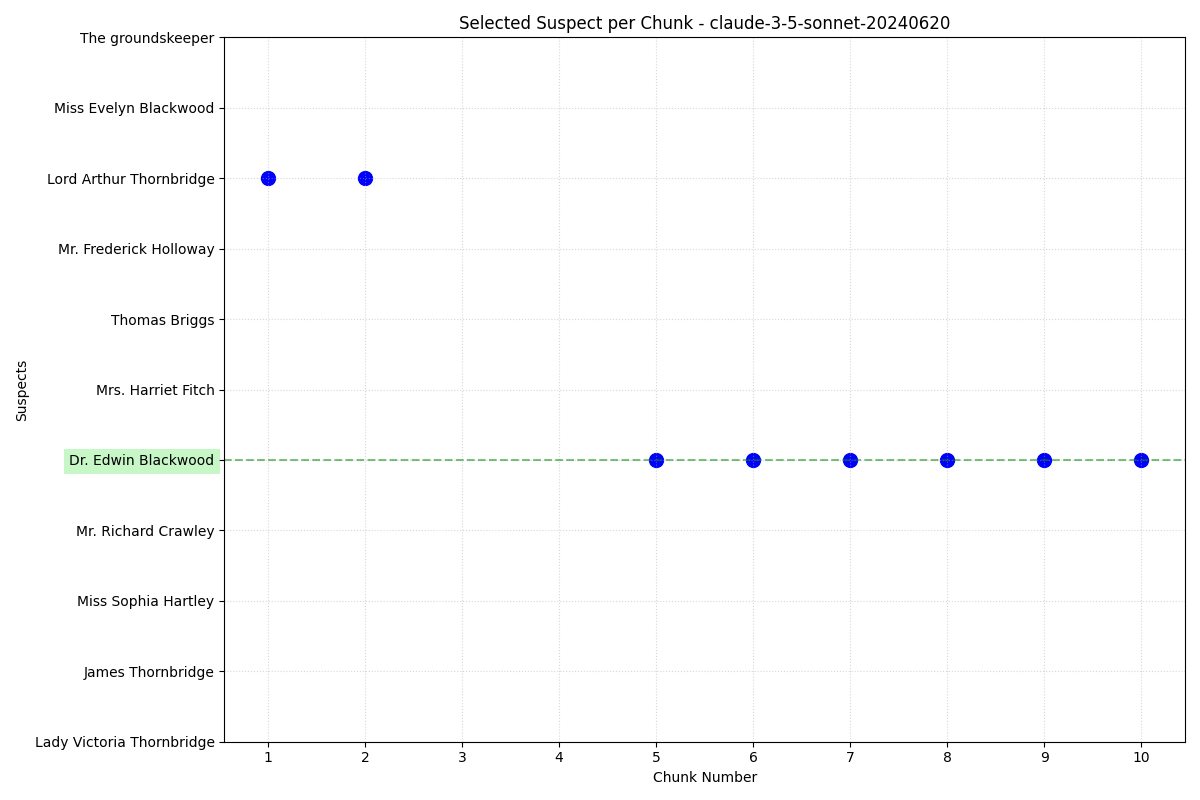 Selected Suspect per Chunk - claude-3-5-sonnet-20240620
The groundskeeper
Miss Evelyn Blackwood
Lord Arthur Thornbridge
Mr. Frederick Holloway
Thomas Briggs
Mrs. Harriet Fitch
Dr. Edwin Blackwood
Mr. Richard Crawley
Miss Sophia Hartley
James Thornbridge
Lady Victoria Thornbridge
Suspects
1 2 3 4 5 6 7 8 9 10
Chunk Number